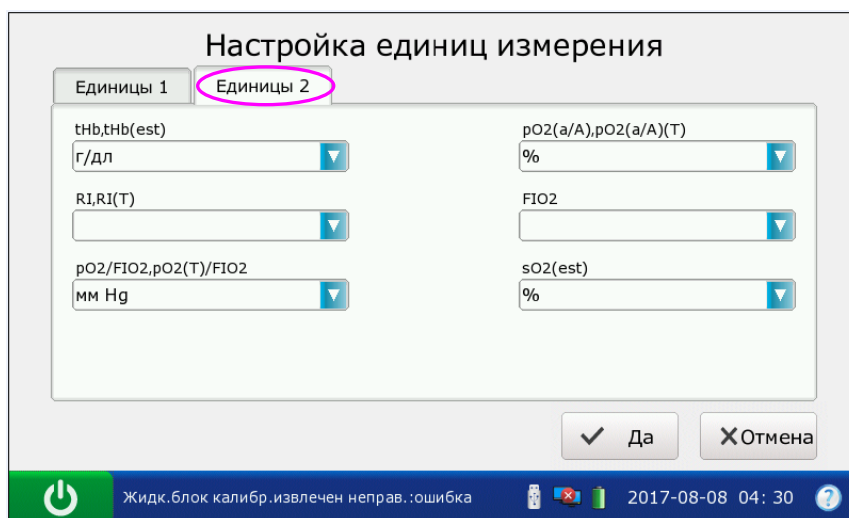 Настройка единиц измерения
Единицы 1 Единицы 2
tHb,tHb(est) pO2(a/A),pO2(a/A)(T)
г/дл %
RI,RI(T) FIO2
pO2/FIO2,pO2(T)/FIO2 sO2(est)
мм Hg %
Да Отмена
Жидк.блок калибр.извлечен неправ.:ошибка 2017-08-08 04: 30 ?